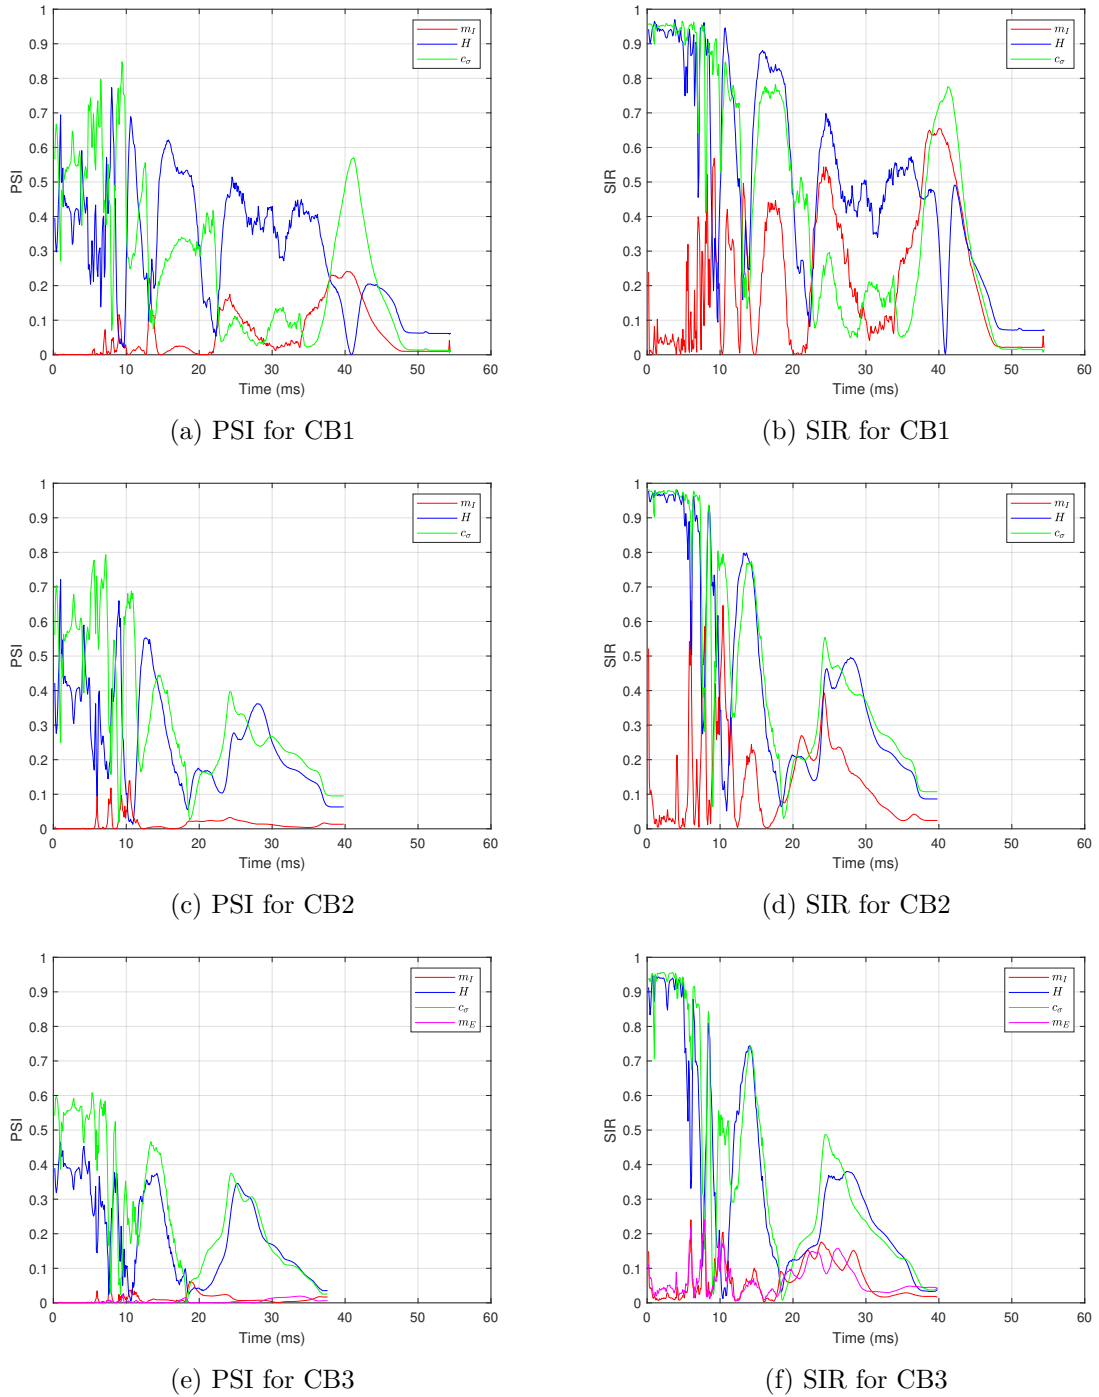 1
0.9
0.8
0.7
0.6
0.5
0.4
0.3
0.2
0.1
0
PSI
0 10 20 30 40 50 60
Time (ms)
m_I
H
c_σ
(a) PSI for CB1
1
0.9
0.8
0.7
0.6
0.5
0.4
0.3
0.2
0.1
0
SIR
0 10 20 30 40 50 60
Time (ms)
m_I
H
c_σ
(b) SIR for CB1
1
0.9
0.8
0.7
0.6
0.5
0.4
0.3
0.2
0.1
0
PSI
0 10 20 30 40 50 60
Time (ms)
m_I
H
c_σ
(c) PSI for CB2
1
0.9
0.8
0.7
0.6
0.5
0.4
0.3
0.2
0.1
0
SIR
0 10 20 30 40 50 60
Time (ms)
m_I
H
c_σ
(d) SIR for CB2
1
0.9
0.8
0.7
0.6
0.5
0.4
0.3
0.2
0.1
0
PSI
0 10 20 30 40 50 60
Time (ms)
m_I
H
c_σ
m_E
(e) PSI for CB3
1
0.9
0.8
0.7
0.6
0.5
0.4
0.3
0.2
0.1
0
SIR
0 10 20 30 40 50 60
Time (ms)
m_I
H
c_σ
m_E
(f) SIR for CB3